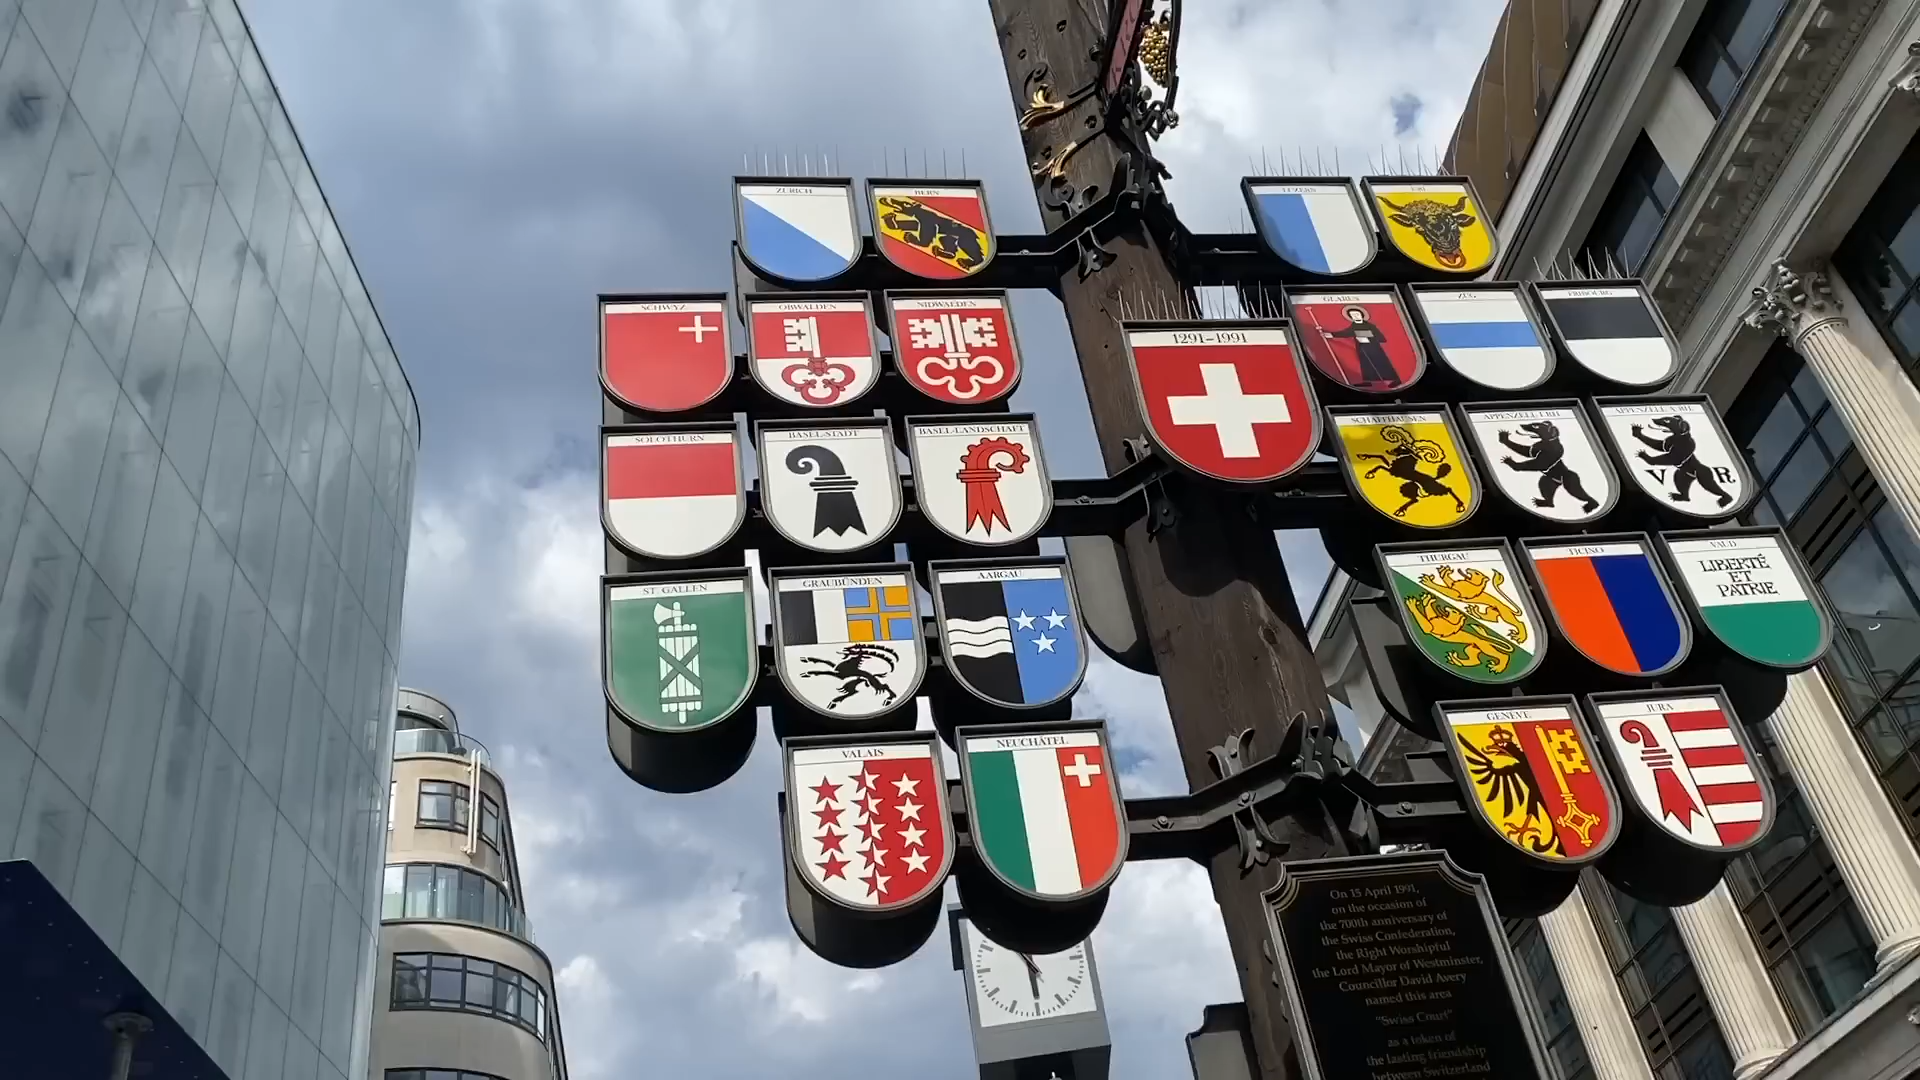 ZÜRICH
BERN
LUZERN
URI
SCHWYZ
OBWALDEN
NIDWALDEN
1291-1991
GLARUS
ZUG
FRIBOURG
SOLOTHURN
BASEL-STADT
BASEL-LANDSCHAFT
SCHAFFHAUSEN
APPENZELL I.RH.
APPENZELL A.RH.
V R
ST. GALLEN
GRAUBÜNDEN
AARGAU
THURGAU
TICINO
VAUD
LIBERTÉ
ET
PATRIE
VALAIS
NEUCHÂTEL
GENÈVE
JURA
On 15 April 1991,
on the occasion of
the 700th anniversary of
the Swiss Confederation,
the Right Worshipful
the Lord Mayor of Westminster,
Councillor David Avery
named this area
"Swiss Court"
as a token of
the lasting friendship
between Switzerland